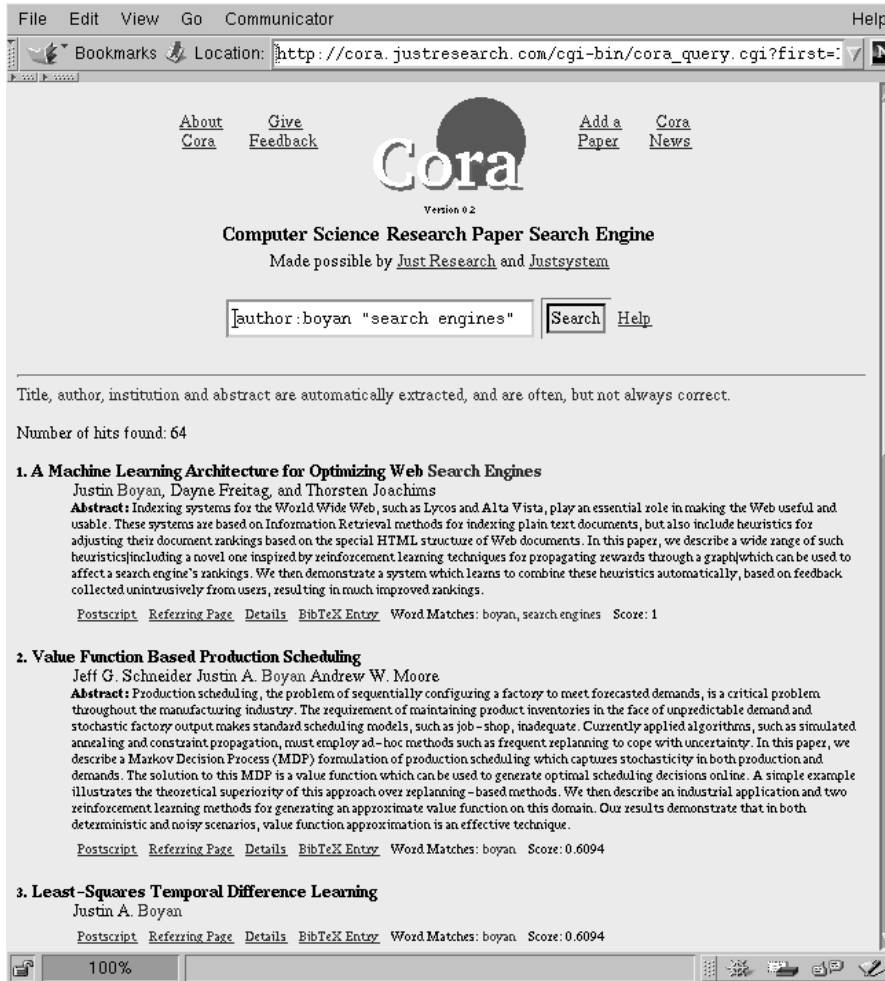 File Edit View Go Communicator Help
Bookmarks Location: http://cora.justresearch.com/cgi-bin/cora_query.cgi?first=
About Cora
Give Feedback
Cora
Add a Paper
Cora News
Version 0.2
Computer Science Research Paper Search Engine
Made possible by Just Research and Justsystem
author:boyan "search engines" Search Help
Title, author, institution and abstract are automatically extracted, and are often, but not always correct.
Number of hits found: 64
1. A Machine Learning Architecture for Optimizing Web Search Engines
Justin Boyan, Dayne Freitag, and Thorsten Joachims
Abstract: Indexing systems for the World Wide Web, such as Lycos and Alta Vista, play an essential role in making the Web useful and
usable. These systems are based on Information Retrieval methods for indexing plain text documents, but also include heuristics for
adjusting their document rankings based on the special HTML structure of Web documents. In this paper, we describe a wide range of such
heuristics|including a novel one inspired by reinforcement learning techniques for propagating rewards through a graph|which can be used to
affect a search engine's rankings. We then demonstrate a system which learns to combine these heuristics automatically, based on feedback
collected unintrusively from users, resulting in much improved rankings.
Postscript Referring Page Details BibTeX Entry Word Matches: boyan, search engines Score: 1
2. Value Function Based Production Scheduling
Jeff G. Schneider Justin A. Boyan Andrew W. Moore
Abstract: Production scheduling, the problem of sequentially configuring a factory to meet forecasted demands, is a critical problem
throughout the manufacturing industry. The requirement of maintaining product inventories in the face of unpredictable demand and
stochastic factory output makes standard scheduling models, such as job-shop, inadequate. Currently applied algorithms, such as simulated
annealing and constraint propagation, must employ ad-hoc methods such as frequent replanning to cope with uncertainty. In this paper, we
describe a Markov Decision Process (MDP) formulation of production scheduling which captures stochasticity in both production and
demands. The solution to this MDP is a value function which can be used to generate optimal scheduling decisions online. A simple example
illustrates the theoretical superiority of this approach over replanning-based methods. We then describe an industrial application and two
reinforcement learning methods for generating an approximate value function on this domain. Our results demonstrate that in both
deterministic and noisy scenarios, value function approximation is an effective technique.
Postscript Referring Page Details BibTeX Entry Word Matches: boyan Score: 0.6094
3. Least-Squares Temporal Difference Learning
Justin A. Boyan
Postscript Referring Page Details BibTeX Entry Word Matches: boyan Score: 0.6094
100%